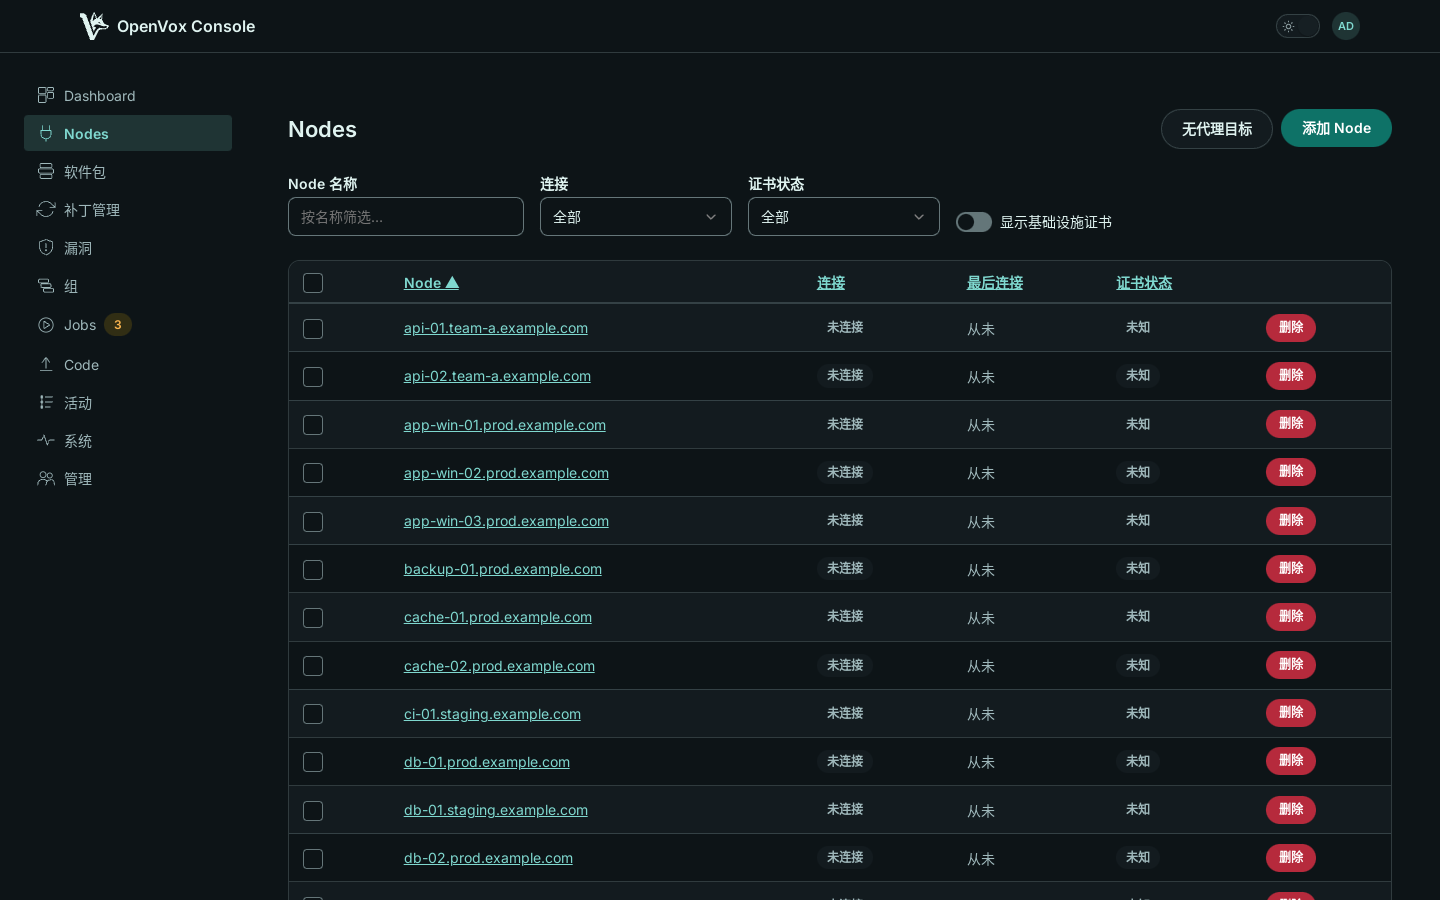 OpenVox Console
AD
Dashboard
Nodes
软件包
补丁管理
漏洞
组
Jobs 3
Code
活动
系统
管理
Nodes
无代理目标
添加 Node
Node 名称
连接
证书状态
按名称筛选...
全部
全部
显示基础设施证书
Node ▲ 连接 最后连接 证书状态
api-01.team-a.example.com 未连接 从未 未知 删除
api-02.team-a.example.com 未连接 从未 未知 删除
app-win-01.prod.example.com 未连接 从未 未知 删除
app-win-02.prod.example.com 未连接 从未 未知 删除
app-win-03.prod.example.com 未连接 从未 未知 删除
backup-01.prod.example.com 未连接 从未 未知 删除
cache-01.prod.example.com 未连接 从未 未知 删除
cache-02.prod.example.com 未连接 从未 未知 删除
ci-01.staging.example.com 未连接 从未 未知 删除
db-01.prod.example.com 未连接 从未 未知 删除
db-01.staging.example.com 未连接 从未 未知 删除
db-02.prod.example.com 未连接 从未 未知 删除